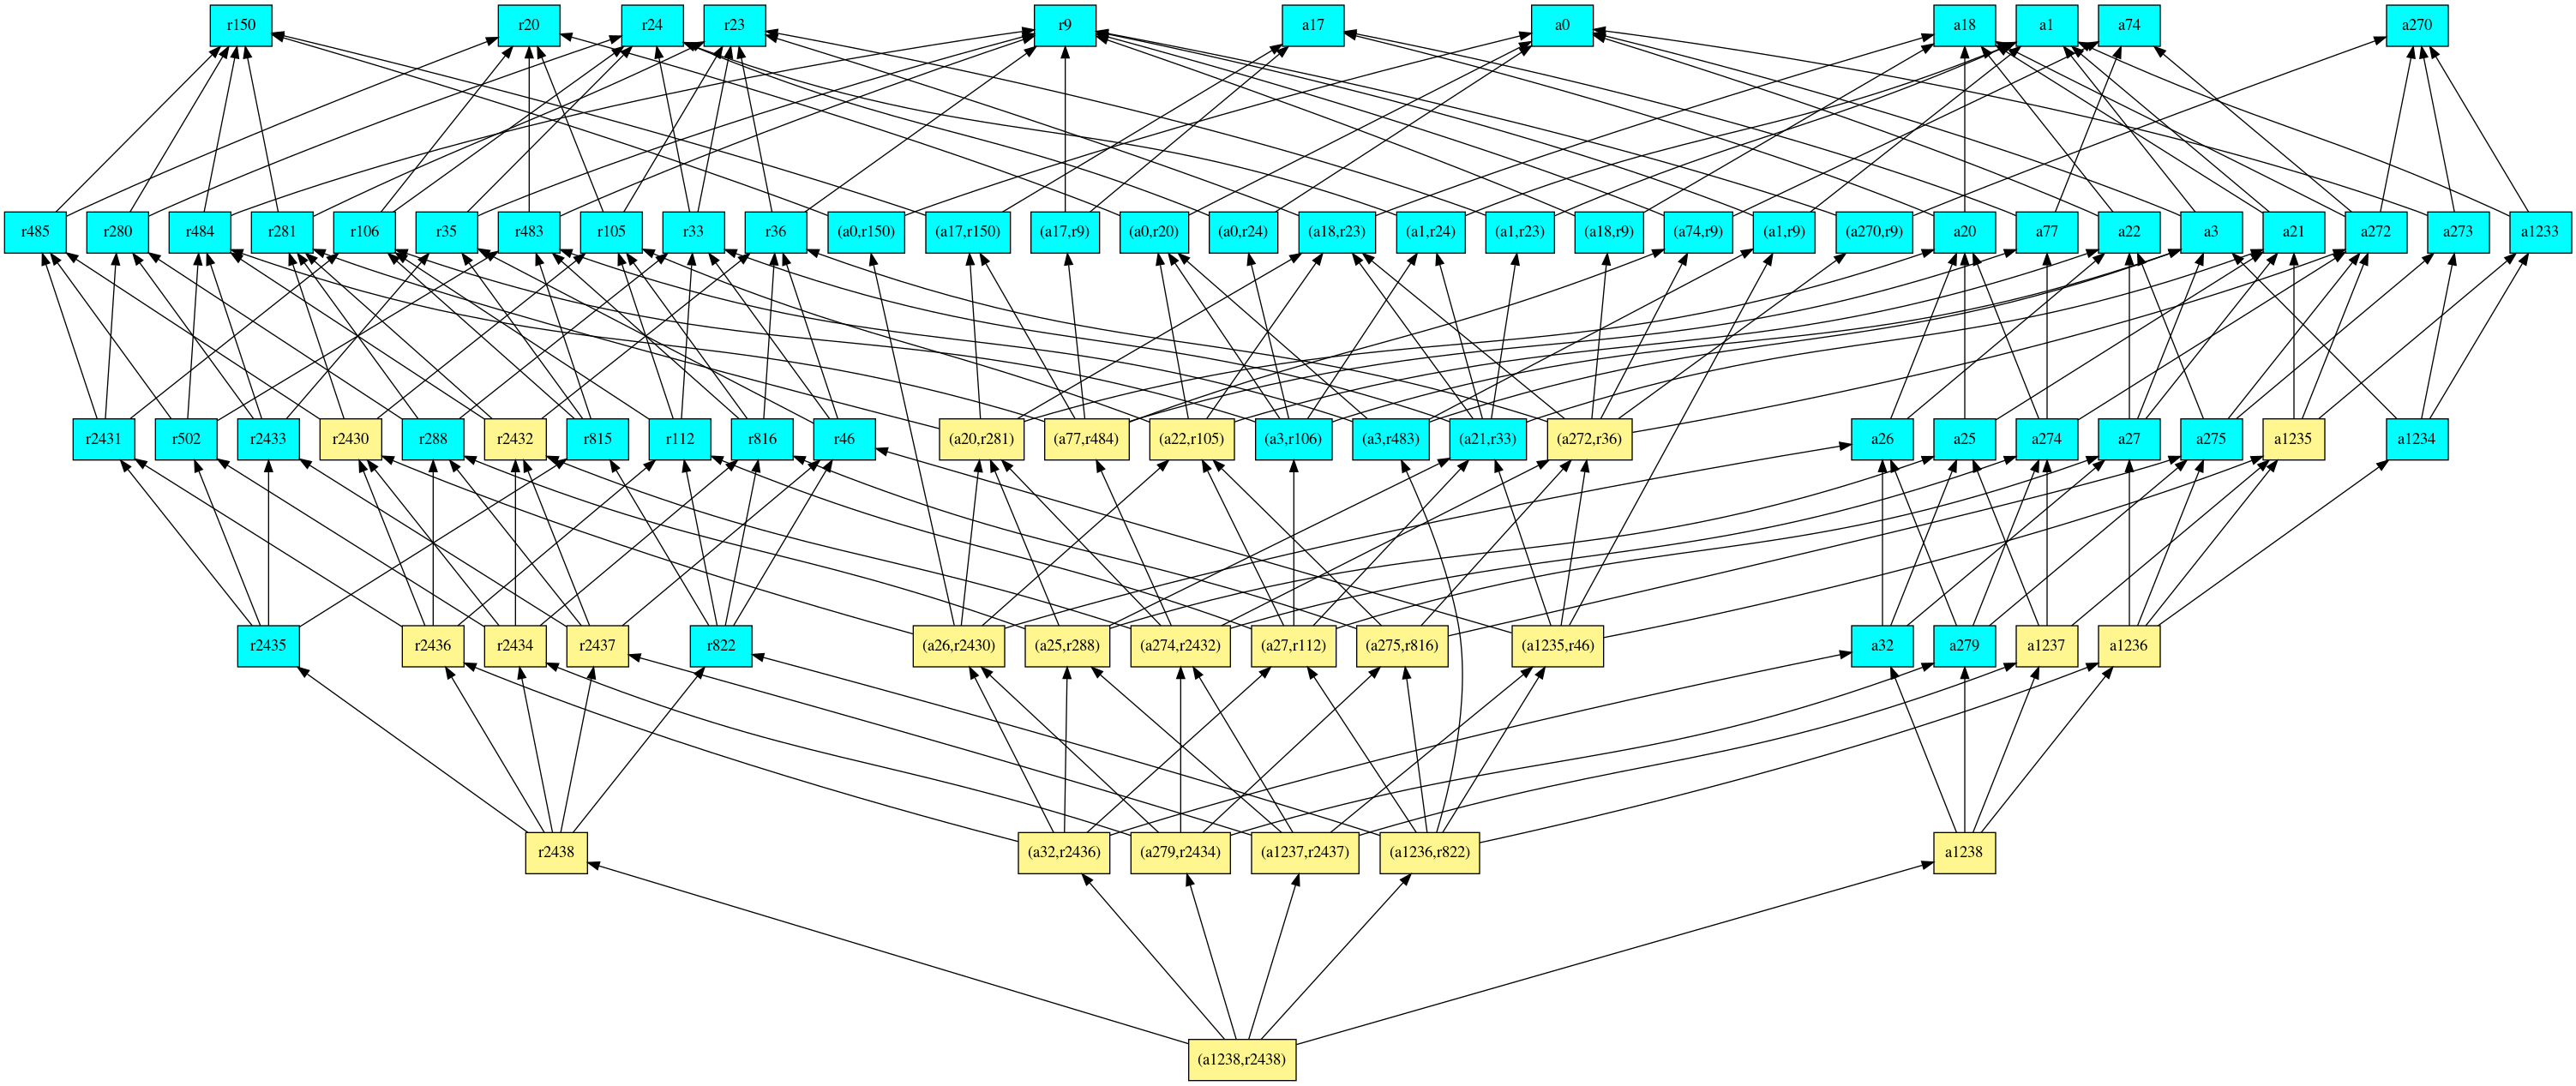 r150 r20 r24 r23 r9 a17 a0 a18 a1 a74 a270
r485 r280 r484 r281 r106 r35 r483 r105 r33 r36 (a0,r150) (a17,r150) (a17,r9) (a0,r20) (a0,r24) (a18,r23) (a1,r24) (a1,r23) (a18,r9) (a74,r9) (a1,r9) (a270,r9) a20 a77 a22 a3 a21 a272 a273 a1233
r2431 r502 r2433 r2430 r288 r2432 r815 r112 r816 r46 (a20,r281) (a77,r484) (a22,r105) (a3,r106) (a3,r483) (a21,r33) (a272,r36) a26 a25 a274 a27 a275 a1235 a1234
r2435 r2436 r2434 r2437 r822 (a26,r2430) (a25,r288) (a274,r2432) (a27,r112) (a275,r816) (a1235,r46) a32 a279 a1237 a1236
r2438 (a32,r2436) (a279,r2434) (a1237,r2437) (a1236,r822) a1238
(a1238,r2438)